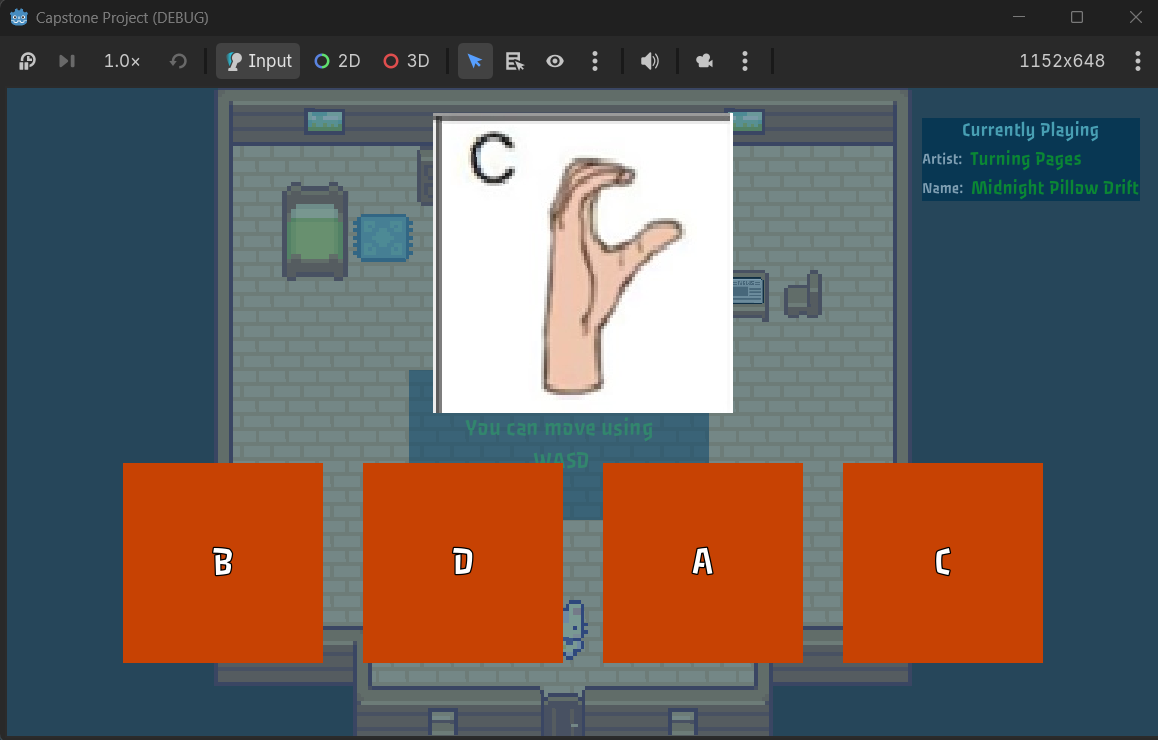 Capstone Project (DEBUG)
1.0×
Input
2D
3D
1152x648
Currently Playing
Artist: Turning Pages
Name: Midnight Pillow Drift
C
You can move using
WASD
B
D
A
C